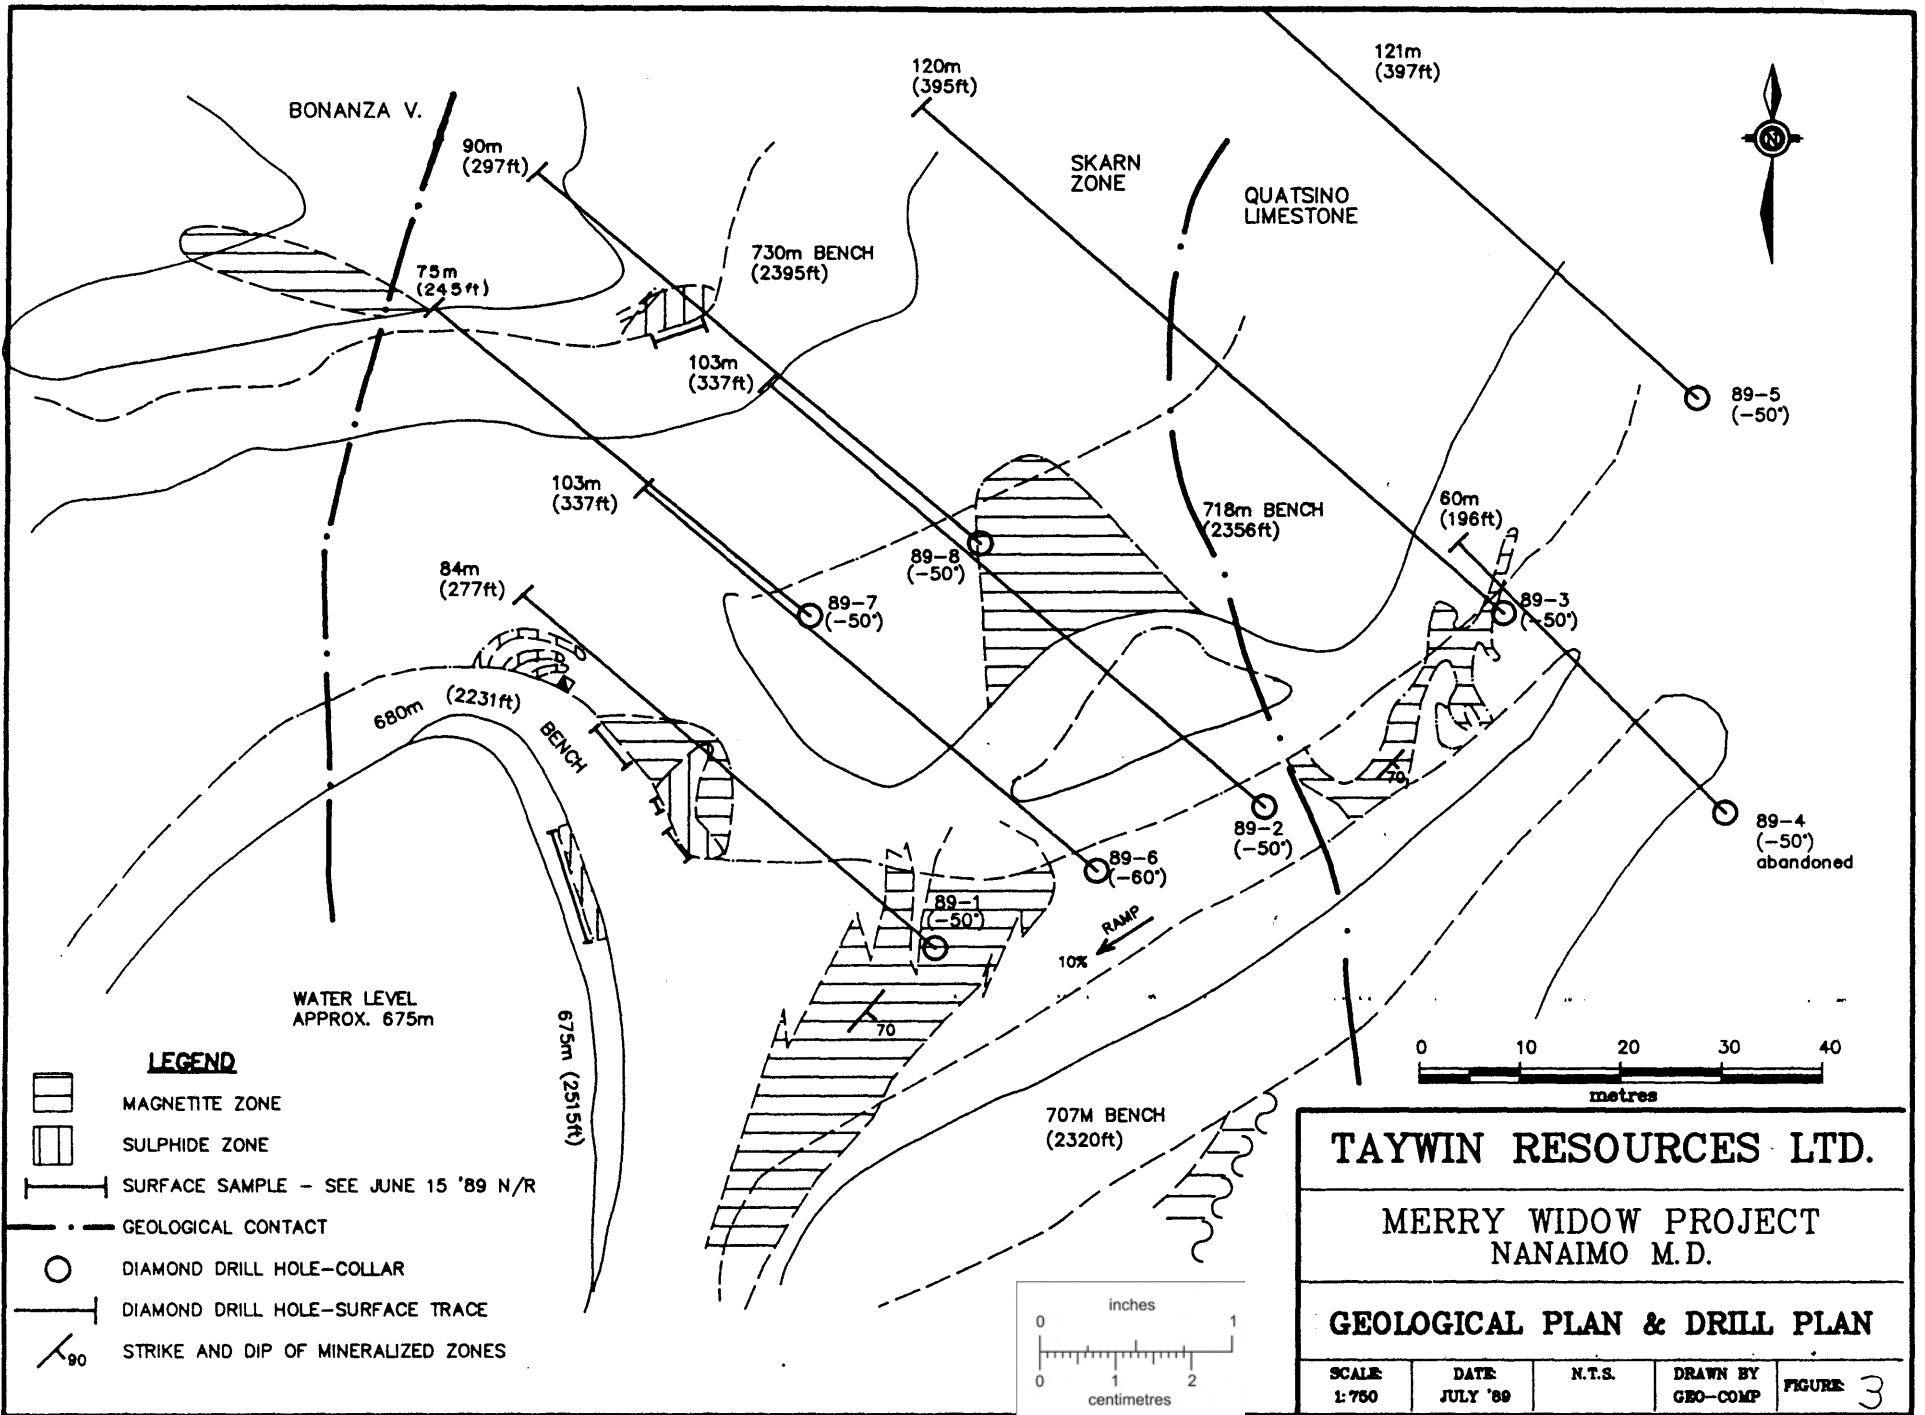 BONANZA V.
90m
(297ft)
120m
(395ft)
121m
(397ft)
N
SKARN
ZONE
QUATSINO
LIMESTONE
730m BENCH
(2395ft)
75m
(245ft)
103m
(337ft)
89-5
(-50°)
103m
(337ft)
718m BENCH
(2356ft)
60m
(196ft)
84m
(277ft)
89-8
(-50°)
89-7
(-50°)
89-3
(-50°)
680m (2231ft)
BENCH
70
89-2
(-50°)
89-4
(-50°)
abandoned
89-6
(-60°)
89-1
(-50°)
RAMP
10%
70
WATER LEVEL
APPROX. 675m
675m (2515ft)
707M BENCH
(2320ft)
0 10 20 30 40
metres
LEGEND
MAGNETITE ZONE
SULPHIDE ZONE
SURFACE SAMPLE - SEE JUNE 15 '89 N/R
GEOLOGICAL CONTACT
DIAMOND DRILL HOLE-COLLAR
DIAMOND DRILL HOLE-SURFACE TRACE
90
STRIKE AND DIP OF MINERALIZED ZONES
inches
0 1
0 1 2
centimetres
TAYWIN RESOURCES LTD.
MERRY WIDOW PROJECT
NANAIMO M.D.
GEOLOGICAL PLAN & DRILL PLAN
SCALE:
1:750
DATE:
JULY '89
N.T.S.
DRAWN BY
GEO-COMP
FIGURE: 3